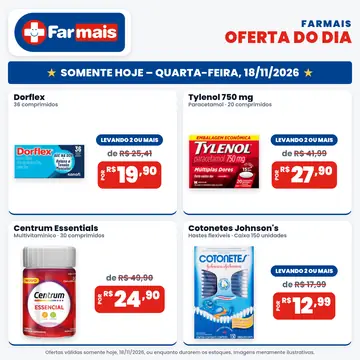 Farmais
FARMAIS
OFERTA DO DIA
★ SOMENTE HOJE – QUARTA-FEIRA, 18/11/2026 ★
Dorflex
36 comprimidos
LEVANDO 2 OU MAIS
de R$ 25,41
POR R$ 19,90
Dorflex
36
sanofi
Tylenol 750 mg
Paracetamol · 20 comprimidos
EMBALAGEM ECONÔMICA
TYLENOL
paracetamol 750 mg
Múltiplas Dores
LEVANDO 2 OU MAIS
de R$ 41,99
POR R$ 27,90
Centrum Essentials
Multivitamínico · 30 comprimidos
Centrum
ESSENCIAL
de R$ 49,90
POR R$ 24,90
Cotonetes Johnson's
Hastes flexíveis · Caixa 150 unidades
COTONETES
Johnson's
LEVANDO 2 OU MAIS
de R$ 17,99
POR R$ 12,99
Ofertas válidas somente hoje, 18/11/2026, ou enquanto durarem os estoques. Imagens meramente ilustrativas.